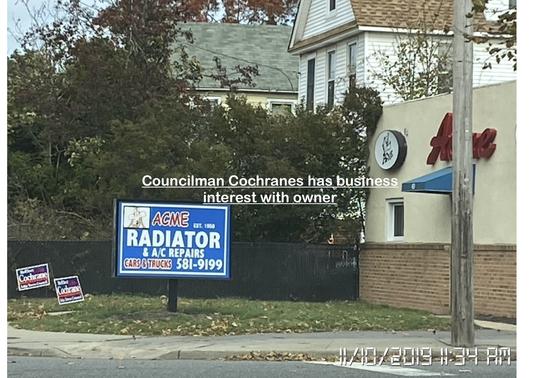 Acme
Councilman Cochranes has business
interest with owner
ACME EST. 1950
RADIATOR
& A/C REPAIRS
CARS & TRUCKS 581-9199
Cochrane
Cochrane
11/10/2019 11:34 AM